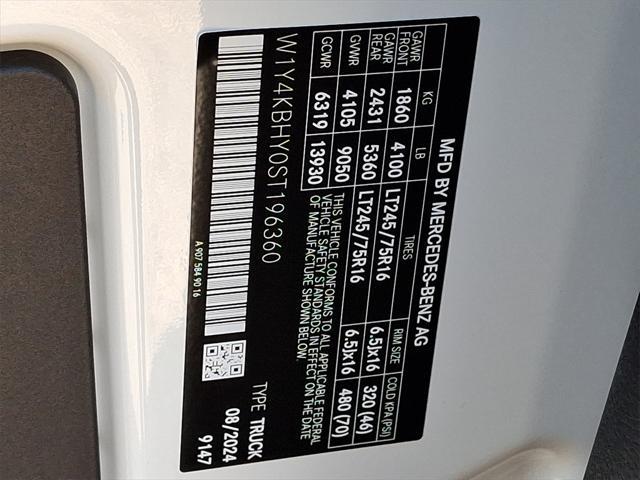 MFD BY MERCEDES-BENZ AG
KG LB TIRES RIM SIZE COLD KPA (PSI)
GAWR FRONT 1860 4100 LT245/75R16 6.5Jx16 320 (46)
GAWR REAR 2431 5360 LT245/75R16 6.5Jx16 480 (70)
GVWR 4105 9050
GCWR 6319 13930
THIS VEHICLE CONFORMS TO ALL APPLICABLE FEDERAL
VEHICLE SAFETY STANDARDS IN EFFECT ON THE DATE
OF MANUFACTURE SHOWN BELOW.
W1Y4KBHY0ST196360
TYPE TRUCK
08/2024
9147
A 907 584 90 16